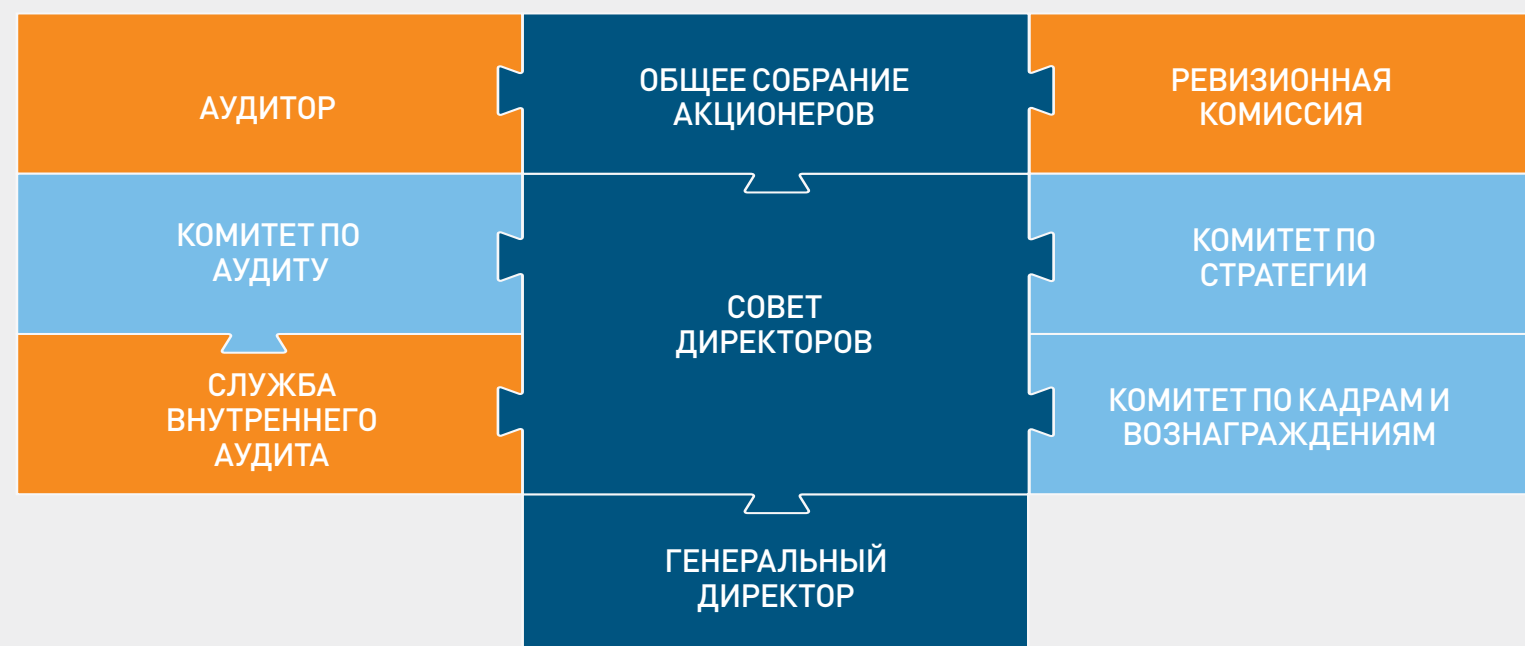 АУДИТОР
ОБЩЕЕ СОБРАНИЕ
АКЦИОНЕРОВ
РЕВИЗИОННАЯ
КОМИССИЯ
КОМИТЕТ ПО
АУДИТУ
СОВЕТ
ДИРЕКТОРОВ
КОМИТЕТ ПО
СТРАТЕГИИ
СЛУЖБА
ВНУТРЕННЕГО
АУДИТА
КОМИТЕТ ПО КАДРАМ И
ВОЗНАГРАЖДЕНИЯМ
ГЕНЕРАЛЬНЫЙ
ДИРЕКТОР